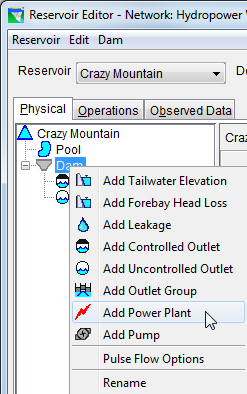 Reservoir Editor - Network: Hydropower
Reservoir Edit Dam
Reservoir Crazy Mountain
Physical Operations Observed Data
Crazy Mountain
Pool
Dam
Add Tailwater Elevation
Add Forebay Head Loss
Add Leakage
Add Controlled Outlet
Add Uncontrolled Outlet
Add Outlet Group
Add Power Plant
Add Pump
Pulse Flow Options
Rename